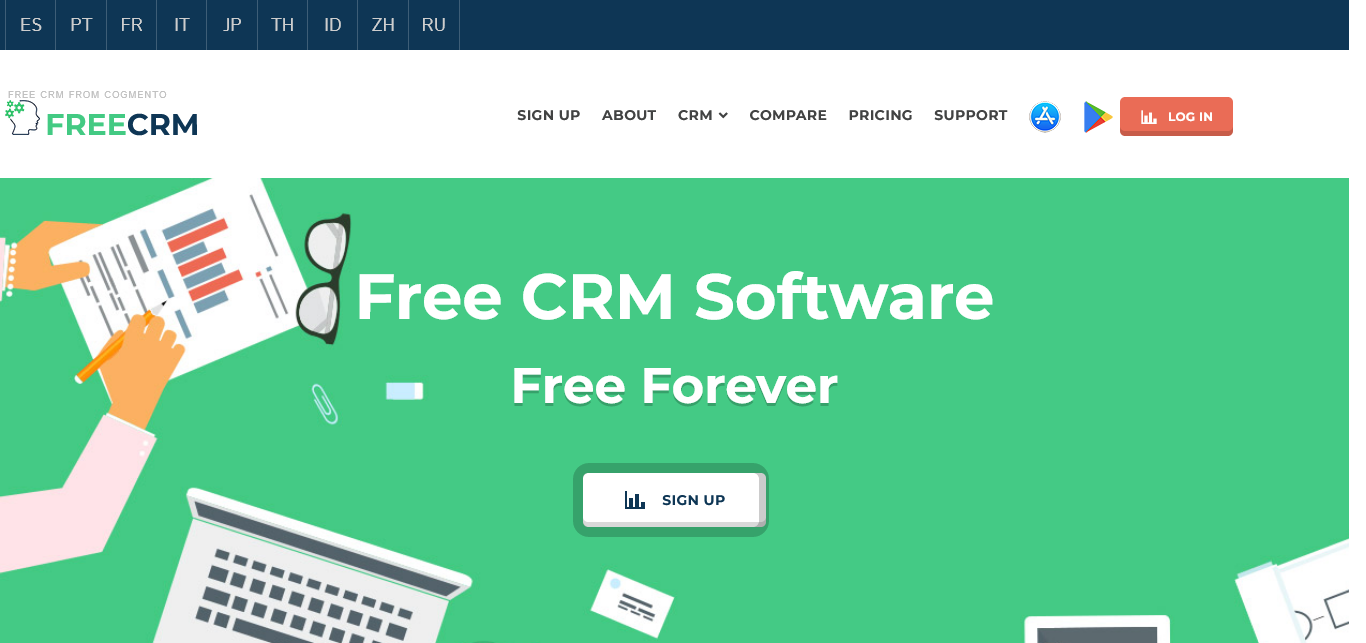 ES PT FR IT JP TH ID ZH RU
FREE CRM FROM COGMENTO
FREECRM
SIGN UP ABOUT CRM COMPARE PRICING SUPPORT LOG IN
Free CRM Software
Free Forever
SIGN UP